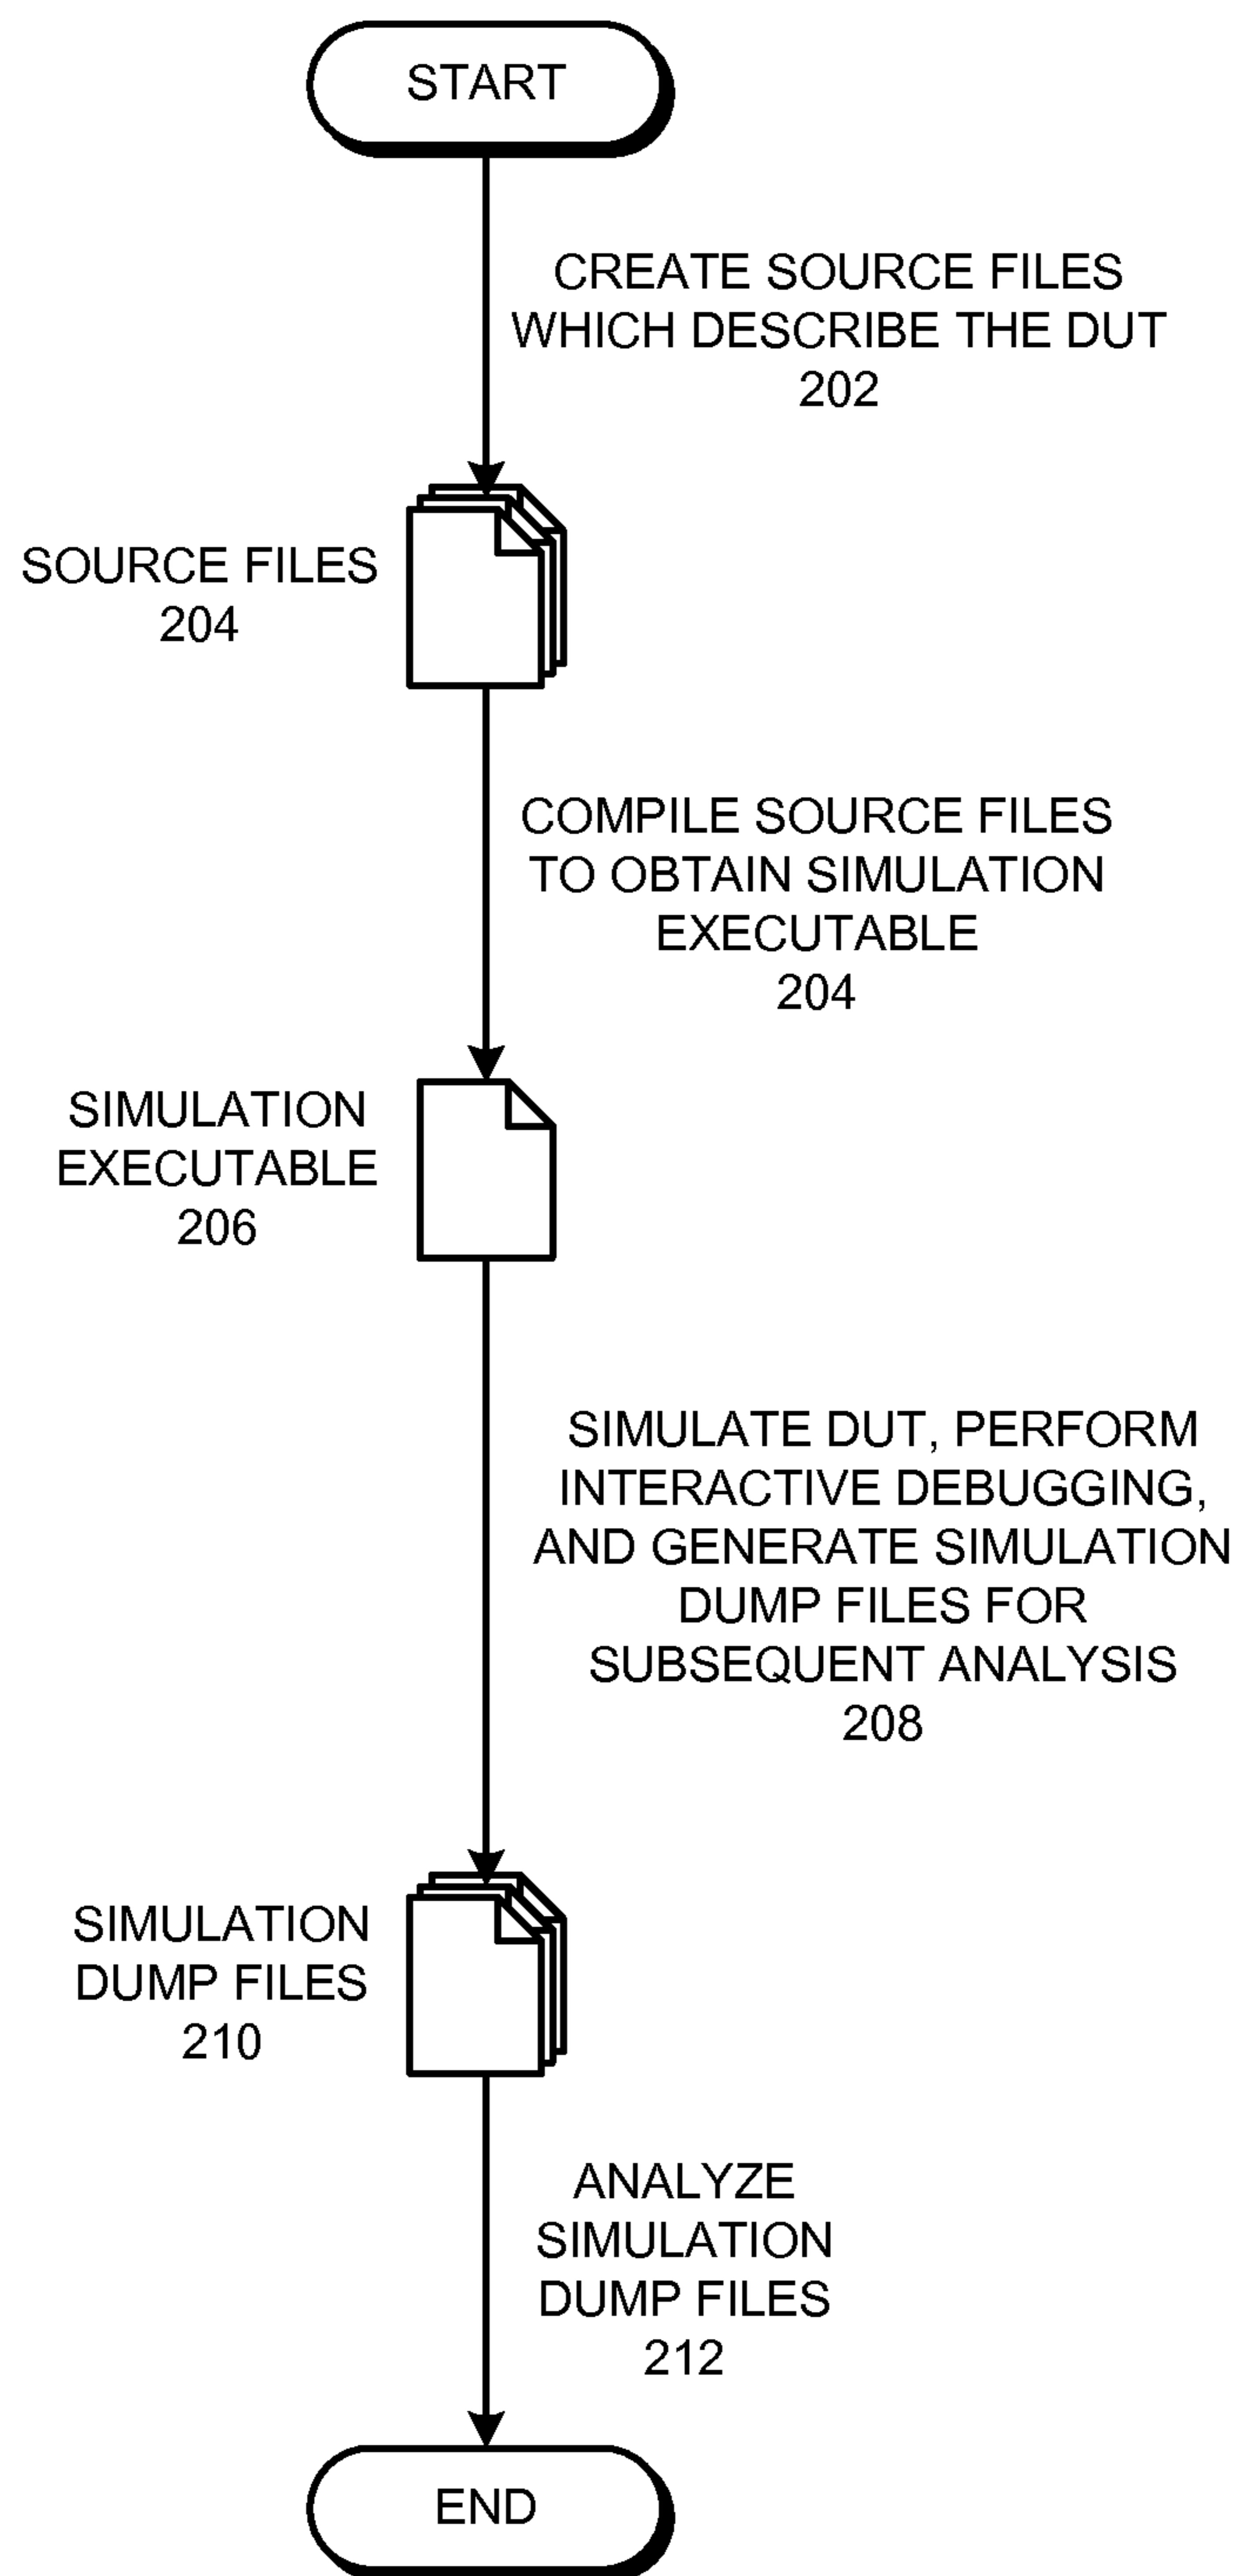 START
CREATE SOURCE FILES
WHICH DESCRIBE THE DUT
202
SOURCE FILES
204
COMPILE SOURCE FILES
TO OBTAIN SIMULATION
EXECUTABLE
204
SIMULATION
EXECUTABLE
206
SIMULATE DUT, PERFORM
INTERACTIVE DEBUGGING,
AND GENERATE SIMULATION
DUMP FILES FOR
SUBSEQUENT ANALYSIS
208
SIMULATION
DUMP FILES
210
ANALYZE
SIMULATION
DUMP FILES
212
END